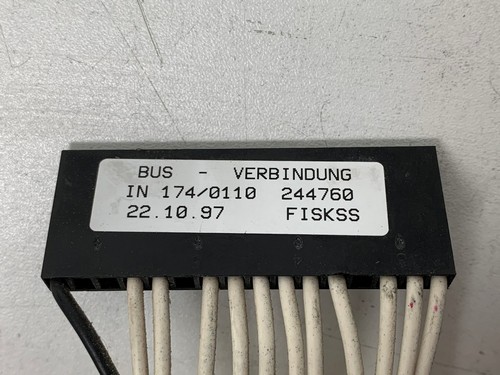 BUS - VERBINDUNG
IN 174/0110 244760
22.10.97 FISKSS